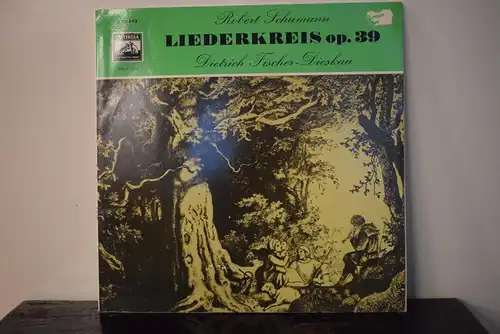 Robert Schumann
LIEDERKREIS op. 39
Dietrich Fischer-Dieskau